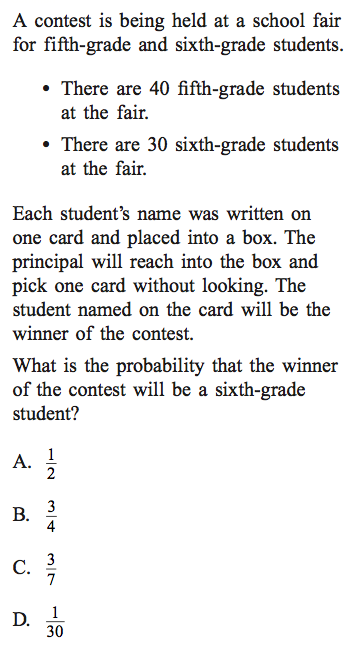 A contest is being held at a school fair
for fifth-grade and sixth-grade students.
• There are 40 fifth-grade students
at the fair.
• There are 30 sixth-grade students
at the fair.
Each student’s name was written on
one card and placed into a box. The
principal will reach into the box and
pick one card without looking. The
student named on the card will be the
winner of the contest.
What is the probability that the winner
of the contest will be a sixth-grade
student?
A. 1/2
B. 3/4
C. 3/7
D. 1/30